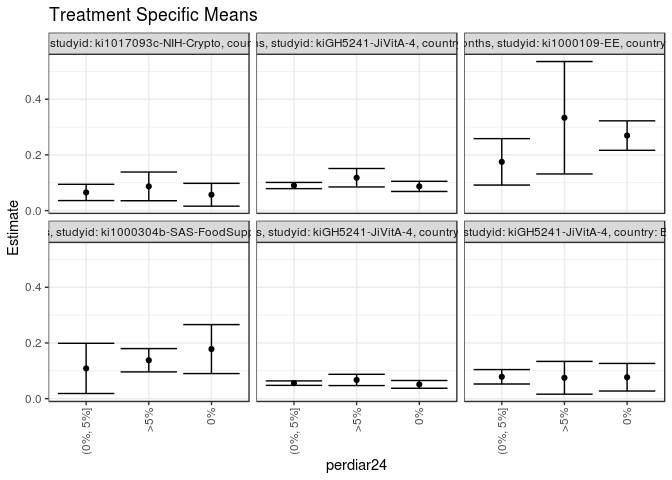 Treatment Specific Means
studyid: ki1017093c-NIH-Crypto, coun
s, studyid: kiGH5241-JiVitA-4, country
onths, studyid: ki1000109-EE, country
s, studyid: ki1000304b-SAS-FoodSupp
s, studyid: kiGH5241-JiVitA-4, country
studyid: kiGH5241-JiVitA-4, country: B
Estimate
0.4
0.2
0.0
0.4
0.2
0.0
(0%, 5%]
>5%
0%
(0%, 5%]
>5%
0%
(0%, 5%]
>5%
0%
perdiar24